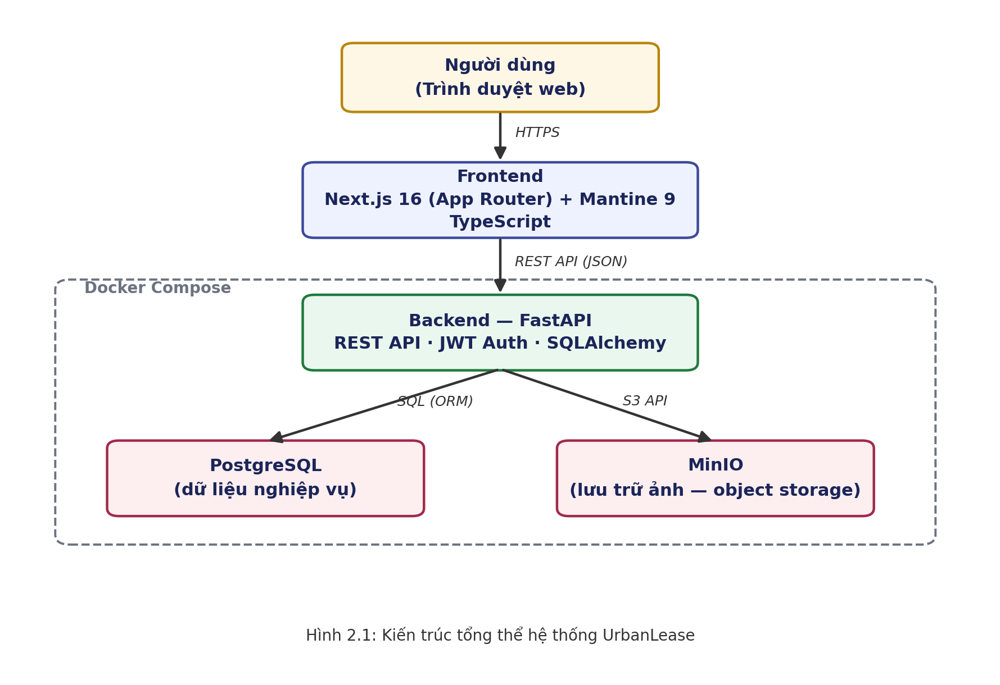 Người dùng
(Trình duyệt web)
HTTPS
Frontend
Next.js 16 (App Router) + Mantine 9
TypeScript
REST API (JSON)
Docker Compose
Backend — FastAPI
REST API · JWT Auth · SQLAlchemy
SQL (ORM)
S3 API
PostgreSQL
(dữ liệu nghiệp vụ)
MinIO
(lưu trữ ảnh — object storage)
Hình 2.1: Kiến trúc tổng thể hệ thống UrbanLease